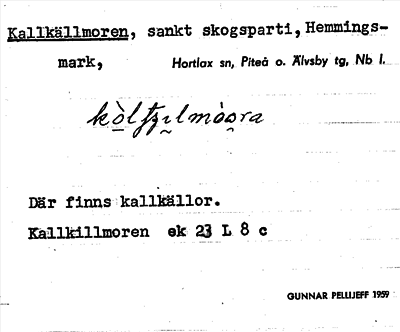 Kallkällmoren, sankt skogsparti, Hemmings-
mark, Hortlax sn, Piteå o. Älvsby tg, Nb l.
Där finns kallkällor.
Kallkillmoren ek 23 L 8 c
GUNNAR PELLIJEFF 1959